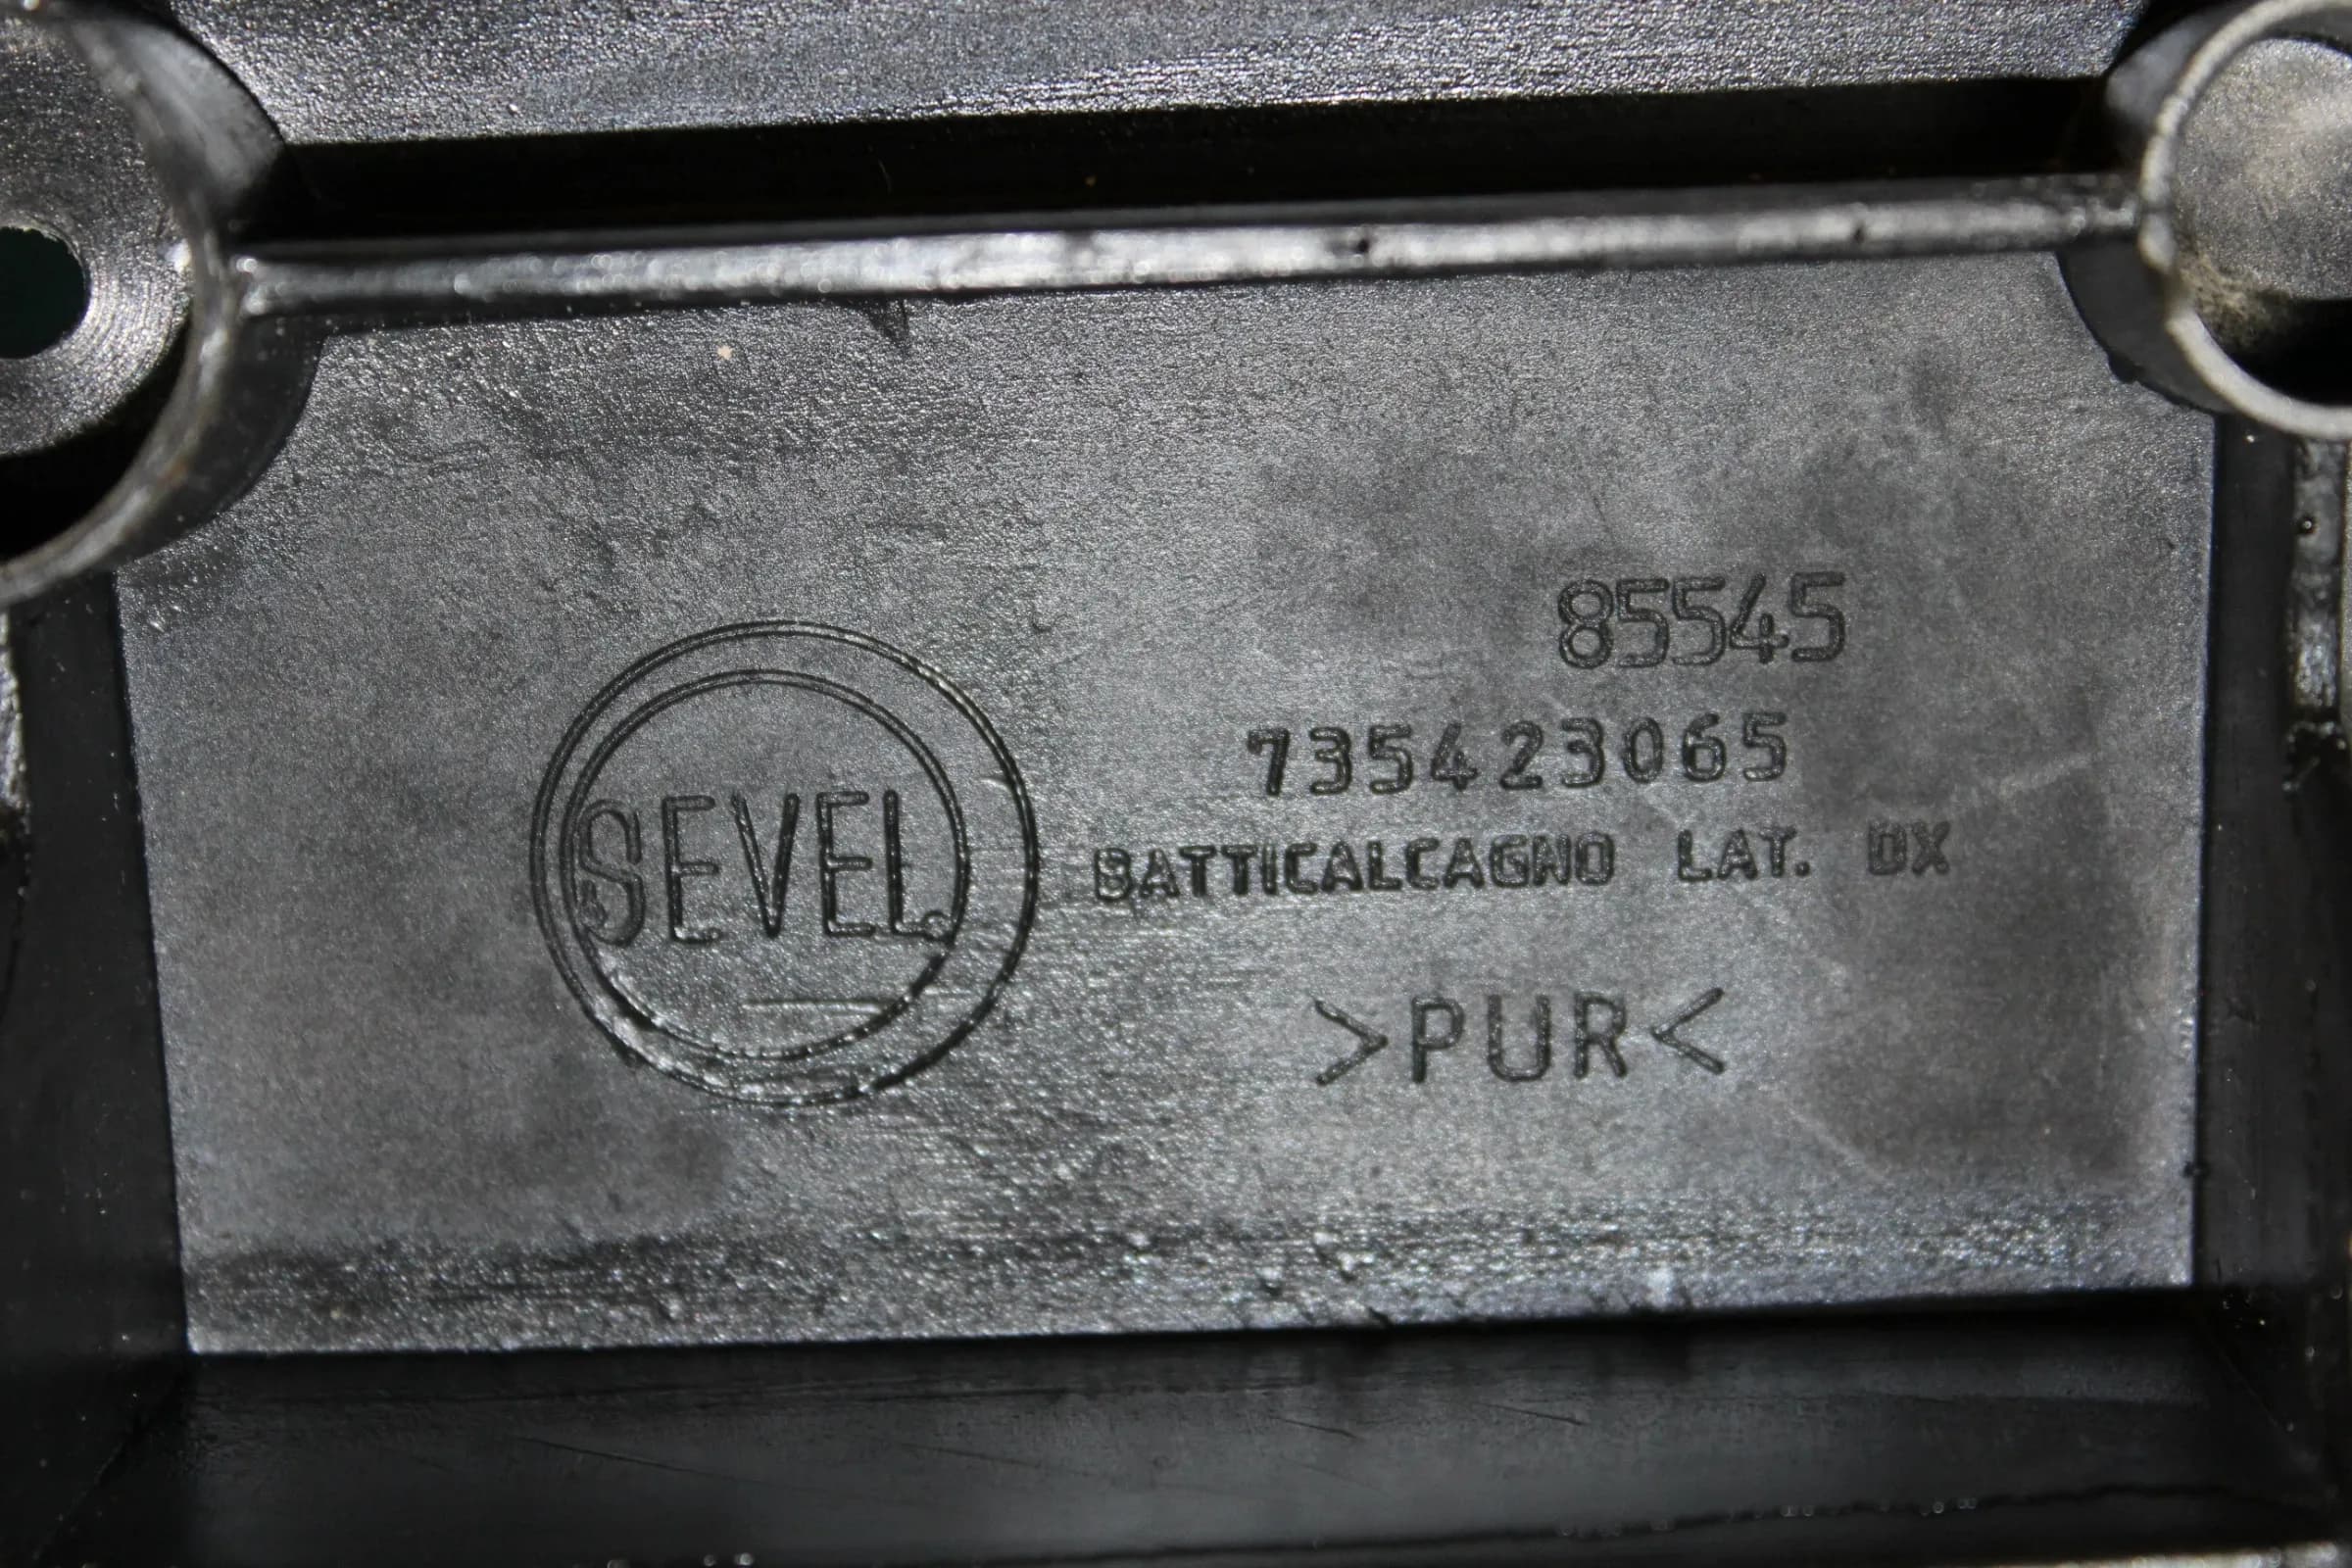 85545
735423065
SEVEL
BATTICALCAGNO LAT. DX
>PUR<